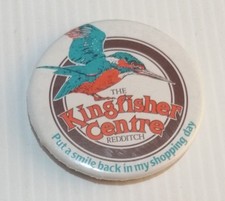 THE
Kingfisher
Centre
REDDITCH
Put a smile back in my shopping day